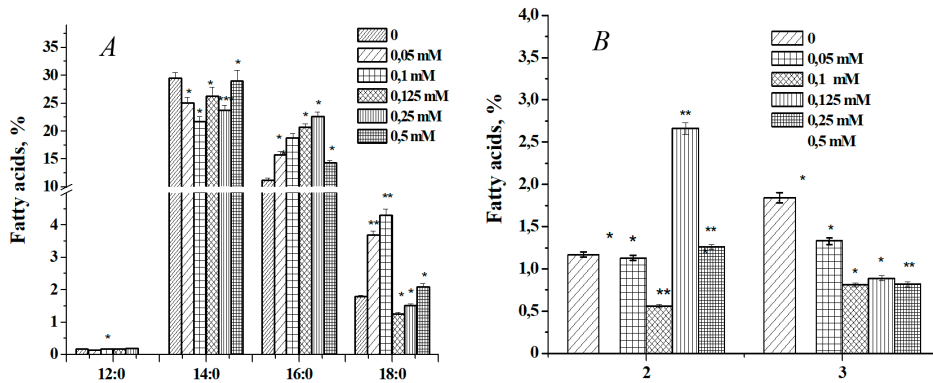 A
0
0,05 mM
0,1 mM
0,125 mM
0,25 mM
0,5 mM
Fatty acids, %
35
30
25
20
15
10
4
3
2
1
0
* * * ** *
* * * * *
** ** * * *
*
12:0 14:0 16:0 18:0
B
0
0,05 mM
0,1 mM
0,125 mM
0,25 mM
0,5 mM
Fatty acids, %
4,0
3,5
3,0
2,5
2,0
1,5
1,0
0,5
0,0
* * ** ** **
* * * * **
2 3